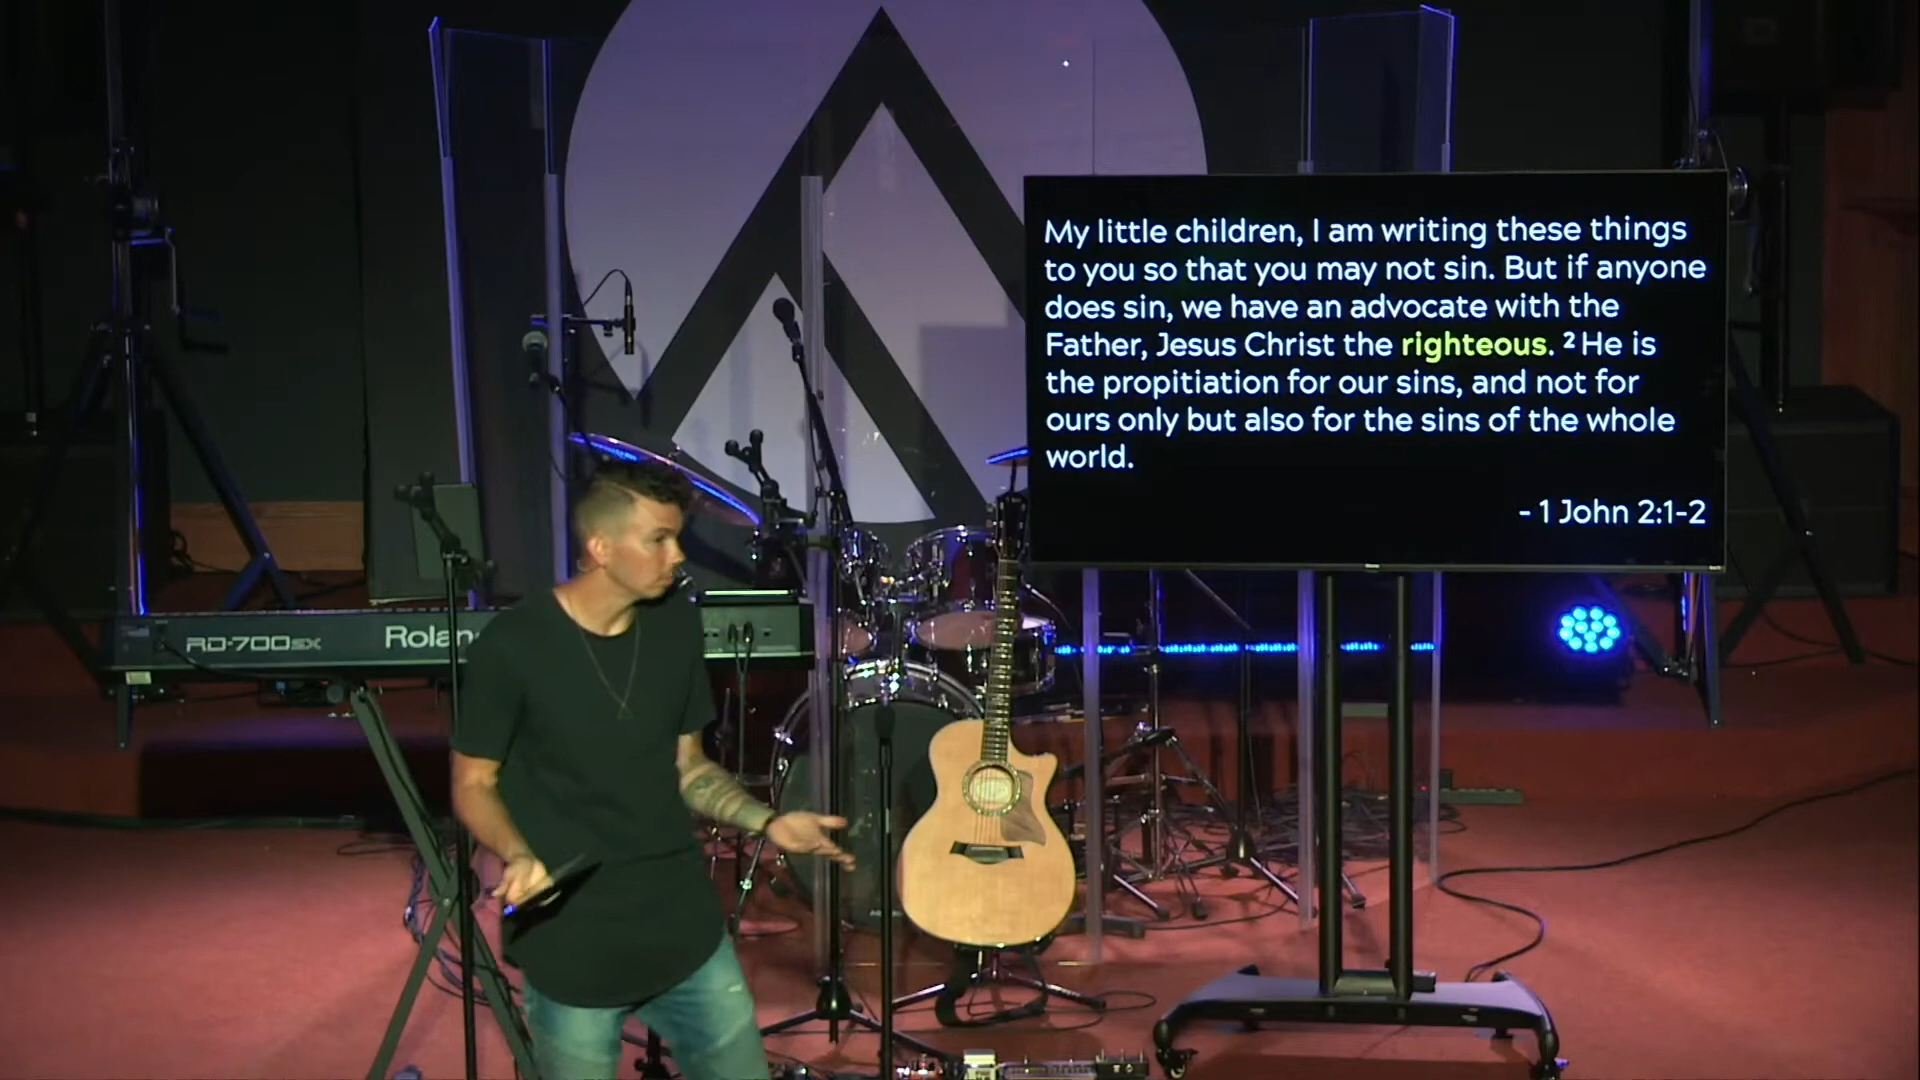 My little children, I am writing these things
to you so that you may not sin. But if anyone
does sin, we have an advocate with the
Father, Jesus Christ the righteous. ² He is
the propitiation for our sins, and not for
ours only but also for the sins of the whole
world.
- 1 John 2:1-2
RD-700SX
Rolan